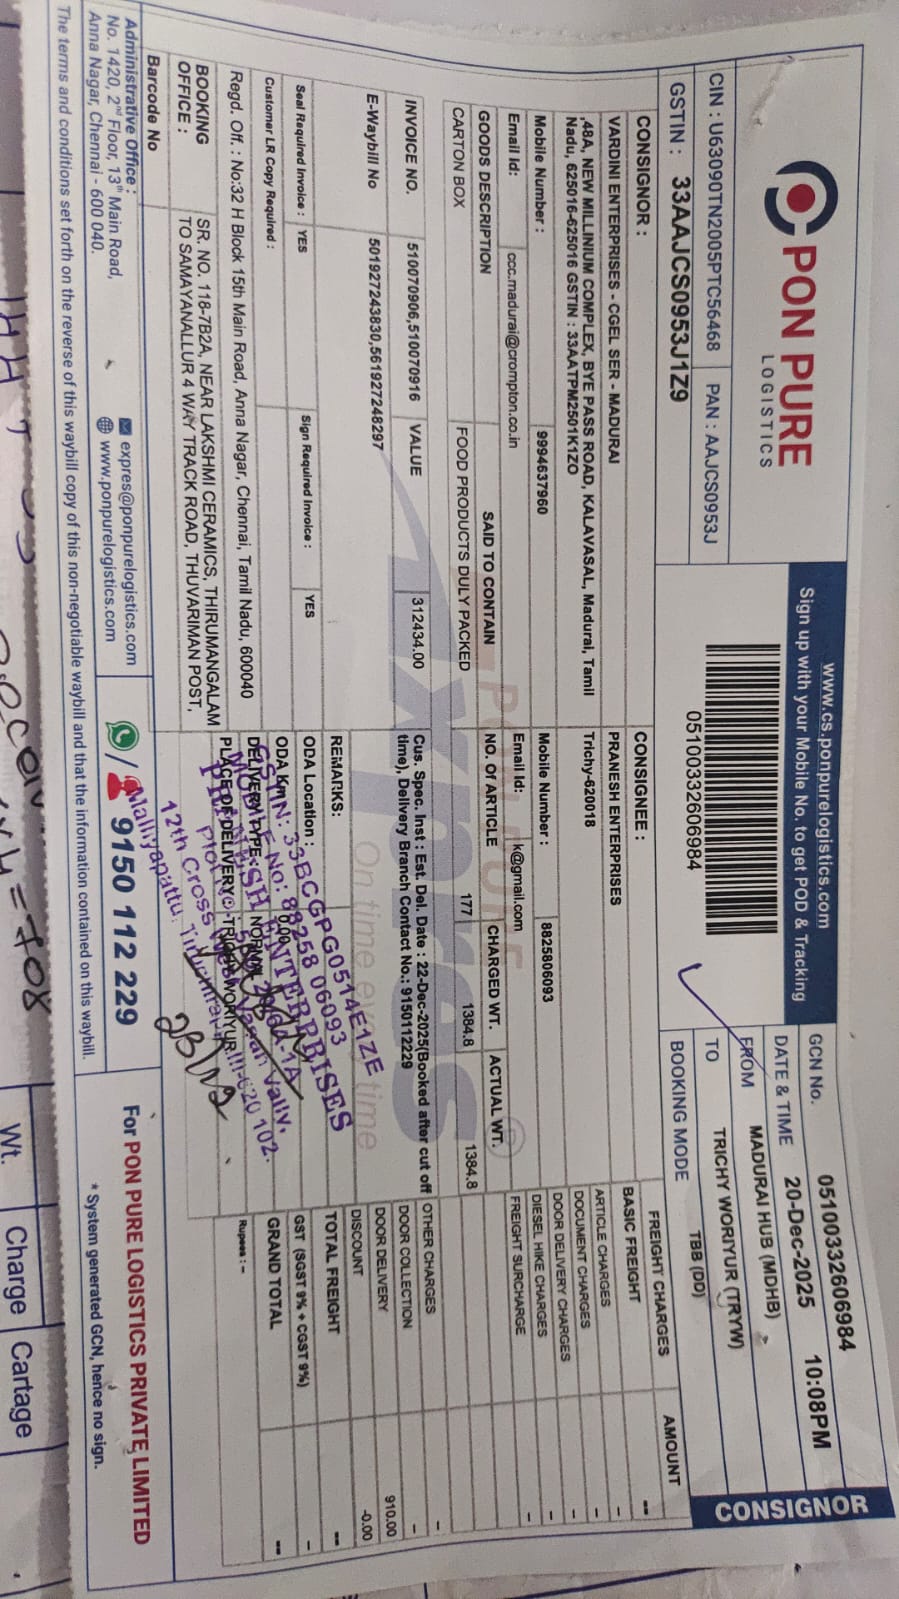 PON PURE
LOGISTICS
www.cs.ponpurelogistics.com
Sign up with your Mobile No. to get POD & Tracking
CONSIGNOR
CIN : U63090TN2005PTC56468
PAN : AAJCS0953J
GSTIN : 33AAJCS0953J1Z9
05100332606984
GCN No. 05100332606984
DATE & TIME 20-Dec-2025 10:08PM
FROM MADURAI HUB (MDHB)
TO TRICHY WORIYUR (TRYW)
BOOKING MODE TBB (DD)
CONSIGNOR :
VARDINI ENTERPRISES - CGEL SER - MADURAI
,48A, NEW MILLINIUM COMPLEX, BYE PASS ROAD, KALAVASAL, Madurai, Tamil
Nadu, 625016-625016 GSTIN : 33AATPM2501K1ZO
Mobile Number : 9994637960
Email Id: ccc.madurai@crompton.co.in
CONSIGNEE :
PRANESH ENTERPRISES
Trichy-620018
Mobile Number : 8825806093
Email Id: k@gmail.com
GOODS DESCRIPTION SAID TO CONTAIN NO. Of ARTICLE CHARGED WT. ACTUAL WT.
CARTON BOX FOOD PRODUCTS DULY PACKED 177 1384.8 1384.8
INVOICE NO. 510070906,510070916 VALUE 312434.00
E-Waybill No 501927243830,561927248297
Cus. Spec. Inst : Est. Del. Date : 22-Dec-2025(Booked after cut off
time), Delivery Branch Contact No.: 9150112229
Seal Required Invoice : YES Sign Required Invoice : YES
Customer LR Copy Required :
REMARKS:
ODA Location :
ODA Km : 0.00
DELIVERY TYPE : NORMAL
PLACE OF DELIVERY : TRICHY WORIYUR
Regd. Off. : No:32 H Block 15th Main Road, Anna Nagar, Chennai, Tamil Nadu, 600040
BOOKING OFFICE : SR. NO. 118-7B2A, NEAR LAKSHMI CERAMICS, THIRUMANGALAM
TO SAMAYANALLUR 4 WAY TRACK ROAD, THUVARIMAN POST,
Barcode No
FREIGHT CHARGES AMOUNT
BASIC FREIGHT --
ARTICLE CHARGES –
DOCUMENT CHARGES –
DOOR DELIVERY CHARGES –
DIESEL HIKE CHARGES –
FREIGHT SURCHARGE –
OTHER CHARGES –
DOOR COLLECTION –
DOOR DELIVERY 910.00
DISCOUNT -0.00
TOTAL FREIGHT --
GST (SGST 9% + CGST 9%) –
GRAND TOTAL --
Rupees : –
PON PURE
Xpress
On time every time
GSTIN: 33BCGPG0514E1ZE
MOBILE No: 88258 06093
PRANESH ENTERPRISES
12th Cross
620 102.
Administrative Office :
No. 1420, 2nd Floor, 13th Main Road,
Anna Nagar, Chennai - 600 040.
expres@ponpurelogistics.com
www.ponpurelogistics.com
9150 112 229
For PON PURE LOGISTICS PRIVATE LIMITED
* System generated GCN, hence no sign.
The terms and conditions set forth on the reverse of this waybill copy of this non-negotiable waybill and that the information contained on this waybill.
Wt. Charge Cartage